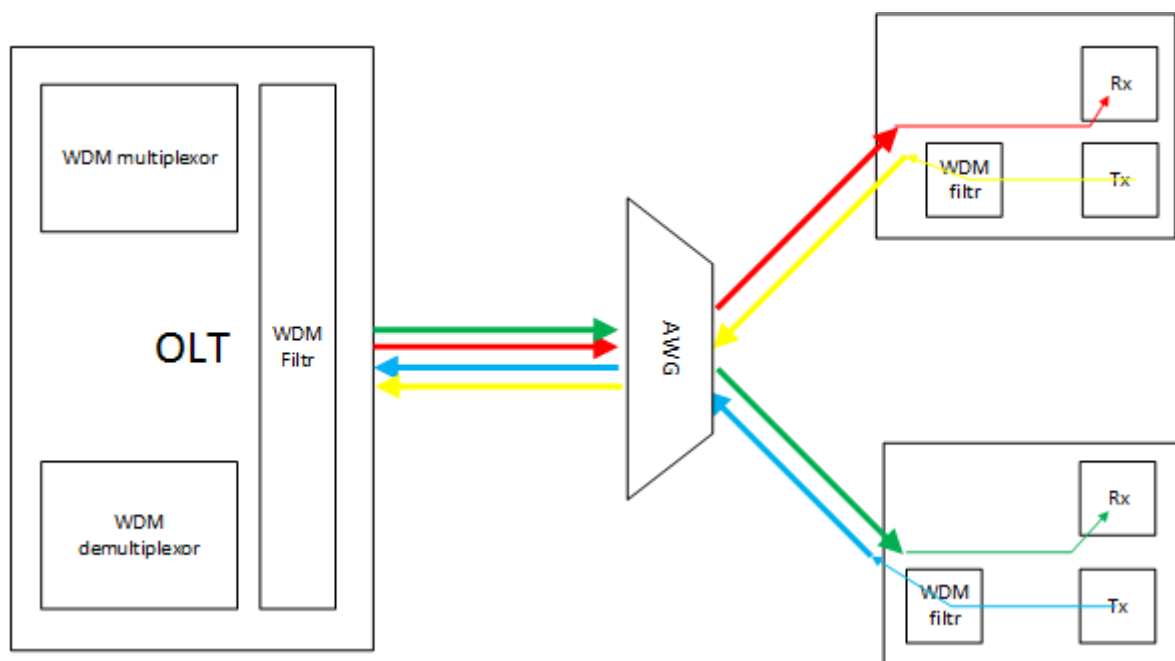 WDM multiplexor
OLT
WDM
Filtr
WDM
demultiplexor
AWG
Rx
WDM
filtr
Tx
Rx
WDM
filtr
Tx